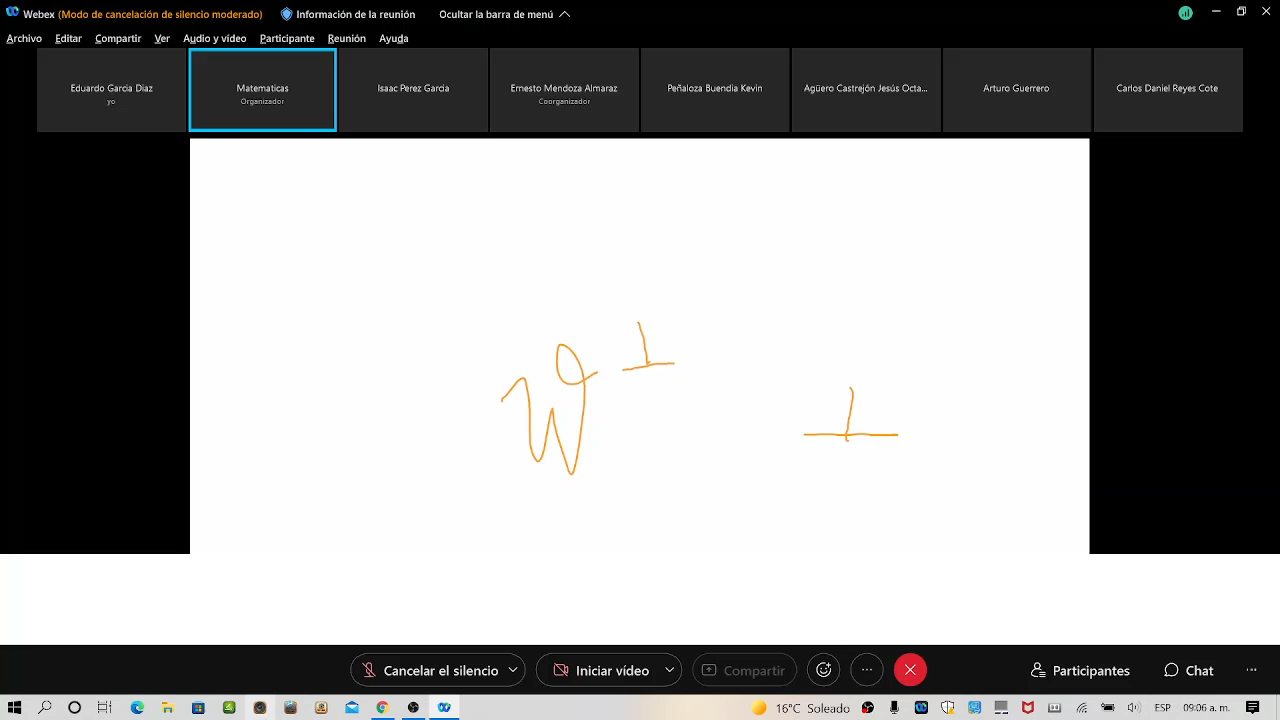 Webex (Modo de cancelación de silencio moderado) Información de la reunión Ocultar la barra de menú
Archivo Editar Compartir Ver Audio y vídeo Participante Reunión Ayuda
Eduardo Garcia Diaz Matematicas Isaac Perez Garcia Ernesto Mendoza Almaraz Peñaloza Buendia Kevin Agüero Castrejón Jesús Octa... Arturo Guerrero Carlos Daniel Reyes Cote
yo Organizador Coorganizador
1
1
Cancelar el silencio Iniciar vídeo Compartir Participantes Chat
16°C Soleado ESP 09:06 a. m.